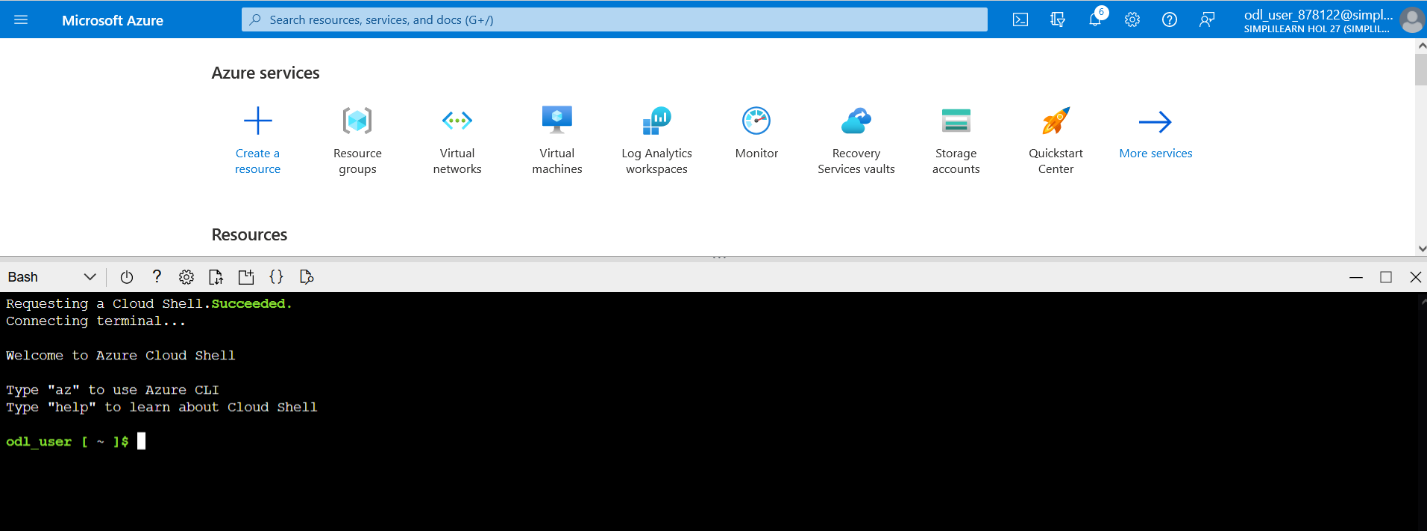 Microsoft Azure
Search resources, services, and docs (G+/)
6
odl_user_878122@simpl...
SIMPLILEARN HOL 27 (SIMPLIL...
Azure services
Create a resource
Resource groups
Virtual networks
Virtual machines
Log Analytics workspaces
Monitor
Recovery Services vaults
Storage accounts
Quickstart Center
More services
Resources
Bash
Requesting a Cloud Shell.Succeeded.
Connecting terminal...
Welcome to Azure Cloud Shell
Type "az" to use Azure CLI
Type "help" to learn about Cloud Shell
odl_user [ ~ ]$